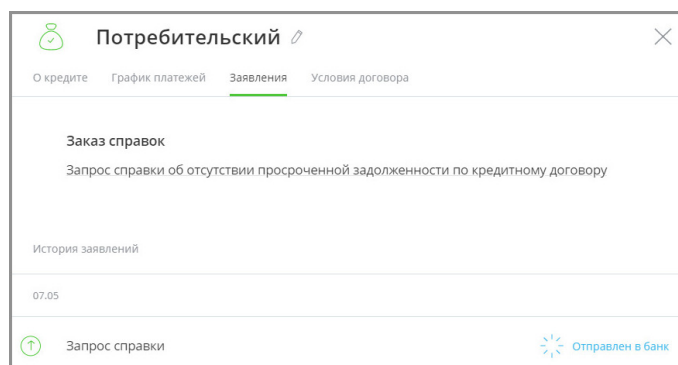 Потребительский
О кредите График платежей Заявления Условия договора
Заказ справок
Запрос справки об отсутствии просроченной задолженности по кредитному договору
История заявлений
07.05
Запрос справки Отправлен в банк